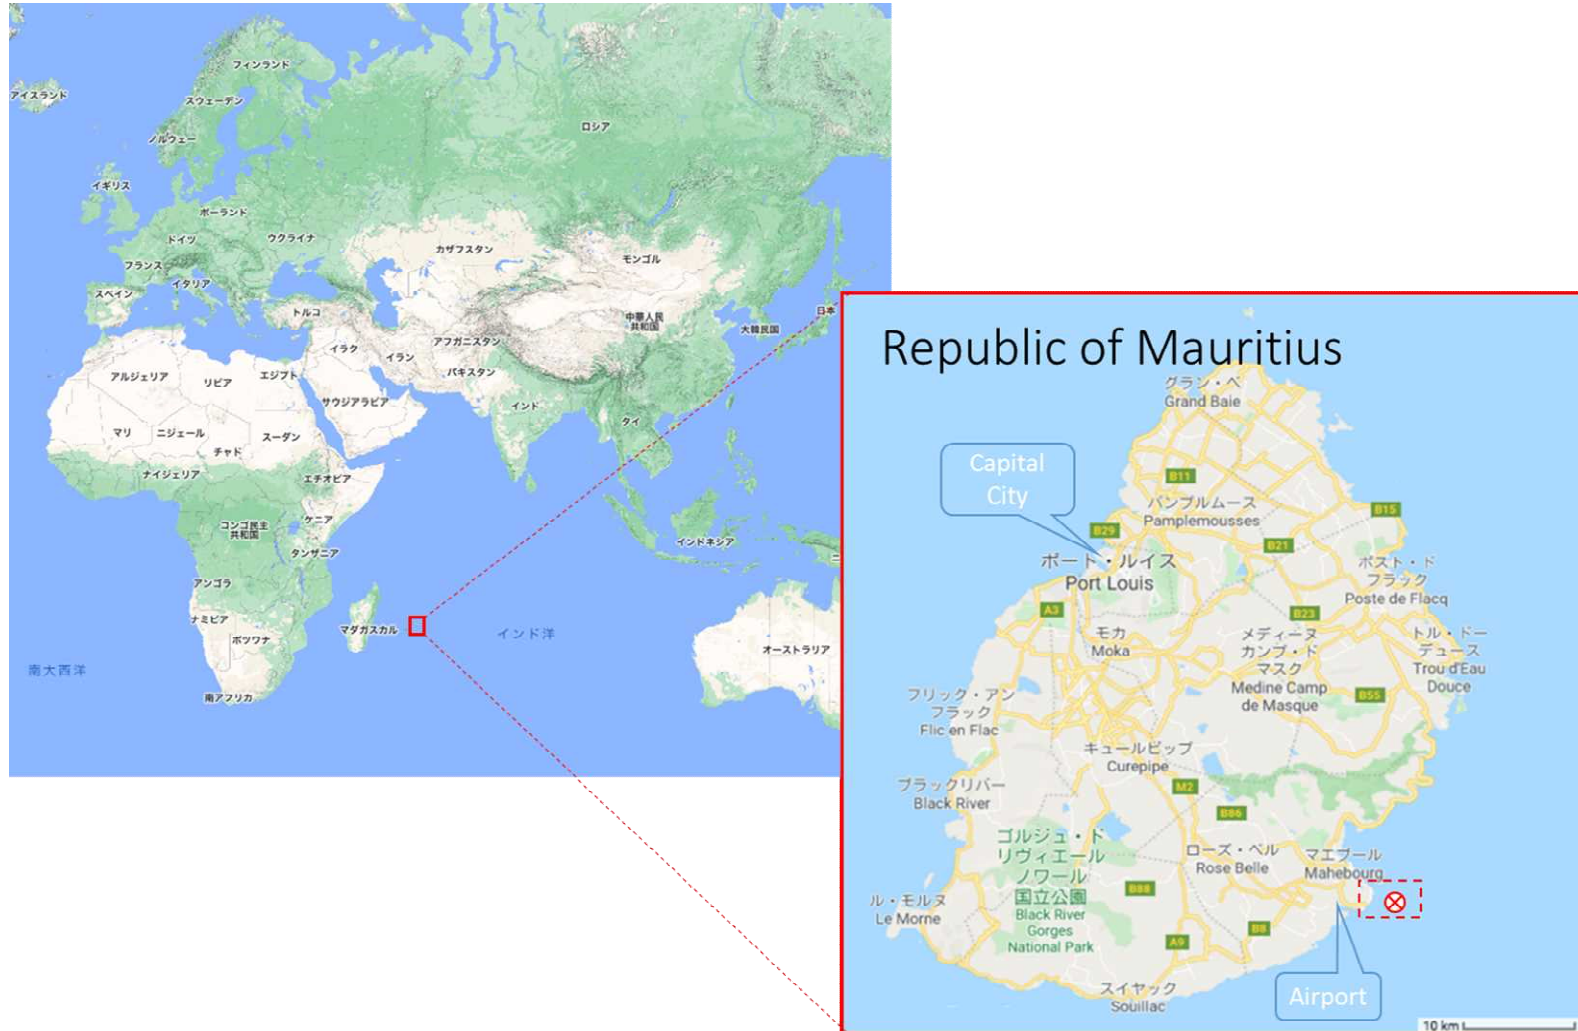 アイスランド
フィンランド
スウェーデン
ノルウェー
ロシア
イギリス
ポーランド
ドイツ
ウクライナ
フランス
カザフスタン
モンゴル
イタリア
スペイン
トルコ
日本
中華人民
共和国
大韓民国
アフガニスタン
イラク
イラン
パキスタン
アルジェリア
リビア
エジプト
サウジアラビア
インド
タイ
マリ
ニジェール
スーダン
チャド
ナイジェリア
エチオピア
ケニア
コンゴ民主
共和国
タンザニア
インドネシア
アンゴラ
ナミビア
ボツワナ
マダガスカル
インド洋
オーストラリア
南大西洋
南アフリカ
Republic of Mauritius
グラン・ベ
Grand Baie
Capital
City
B11
パンプルムース
Pamplemousses
B15
B29
B21
ポート・ルイス
Port Louis
ポスト・ド
フラック
Poste de Flacq
A3
B23
モカ
Moka
メディーヌ
カンプ・ド
マスク
Medine Camp
de Masque
トル・ドー
デュース
Trou d'Eau
Douce
B55
フリック・アン
フラック
Flic en Flac
キュールピップ
Curepipe
ブラックリバー
Black River
M2
B86
ゴルジュ・ド
リヴィエール
ノワール
国立公園
Black River
Gorges
National Park
ローズ・ベル
Rose Belle
マエブール
Mahebourg
B88
ル・モルヌ
Le Morne
B8
A9
スイヤック
Souillac
Airport
10 km